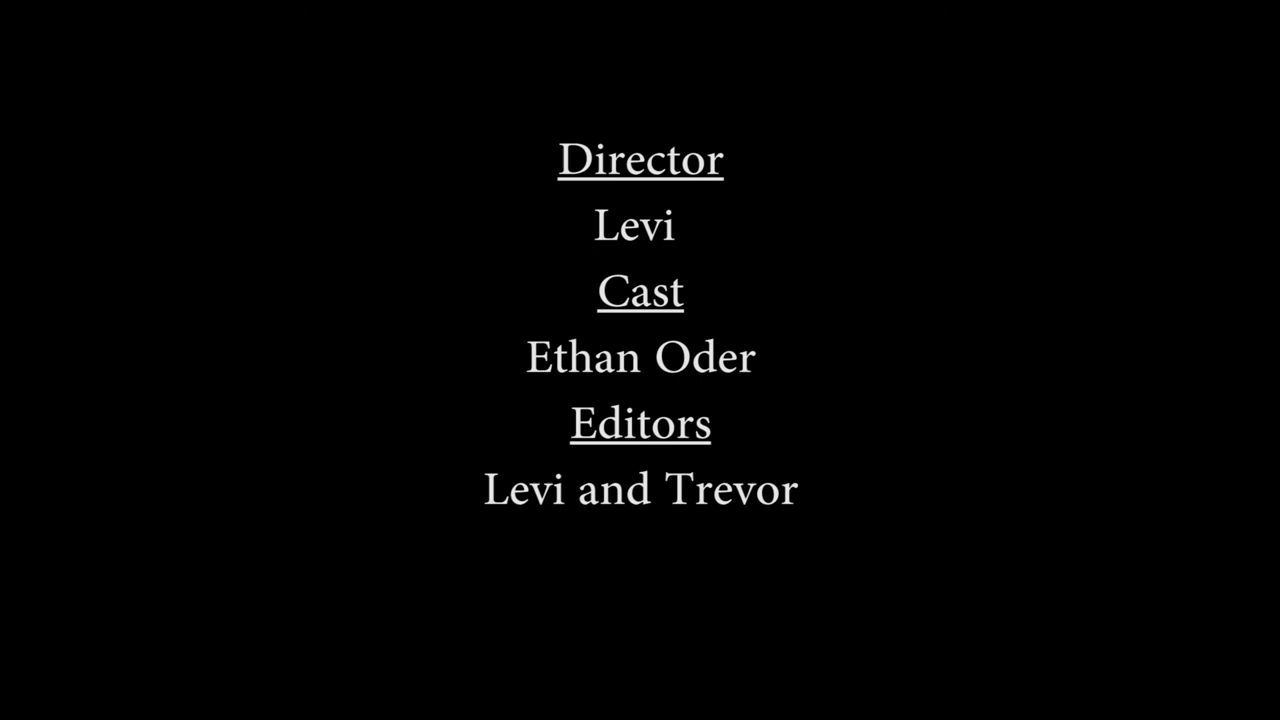 Director
Levi
Cast
Ethan Oder
Editors
Levi and Trevor